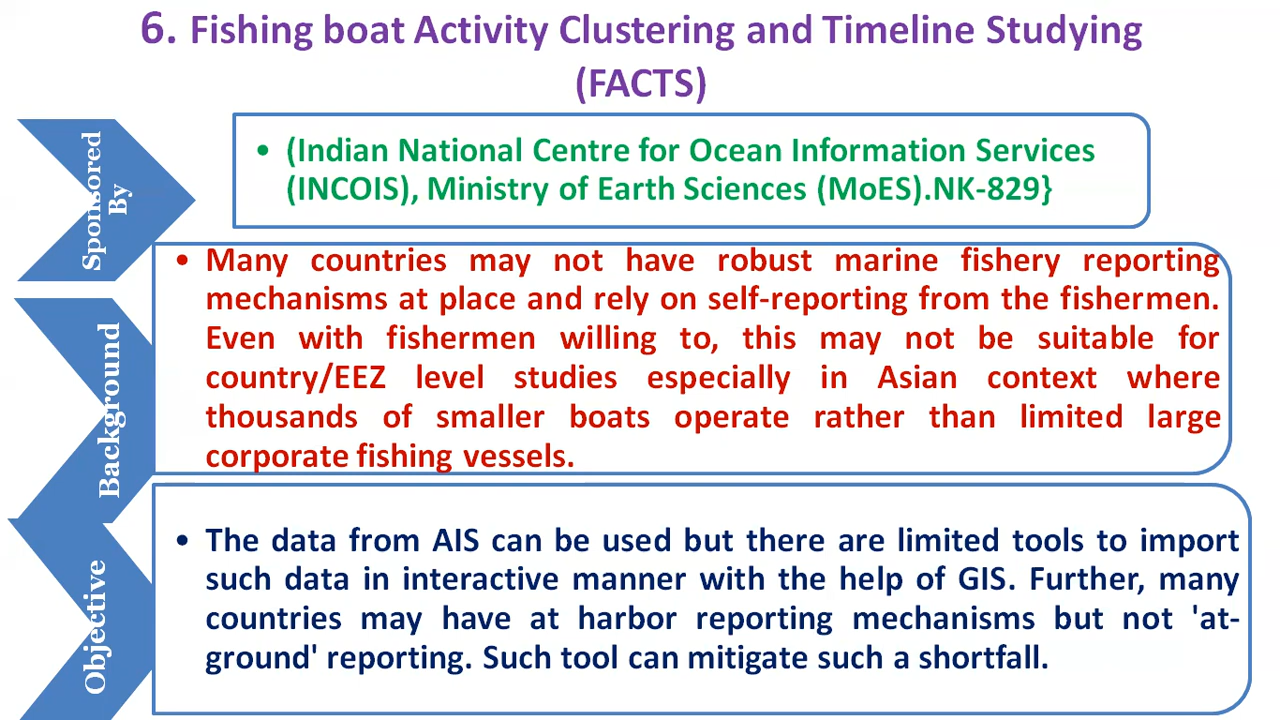 6. Fishing boat Activity Clustering and Timeline Studying
(FACTS)
Sponsored
By
• (Indian National Centre for Ocean Information Services
(INCOIS), Ministry of Earth Sciences (MoES).NK-829}
Background
• Many countries may not have robust marine fishery reporting
mechanisms at place and rely on self-reporting from the fishermen.
Even with fishermen willing to, this may not be suitable for
country/EEZ level studies especially in Asian context where
thousands of smaller boats operate rather than limited large
corporate fishing vessels.
Objective
• The data from AIS can be used but there are limited tools to import
such data in interactive manner with the help of GIS. Further, many
countries may have at harbor reporting mechanisms but not 'at-
ground' reporting. Such tool can mitigate such a shortfall.